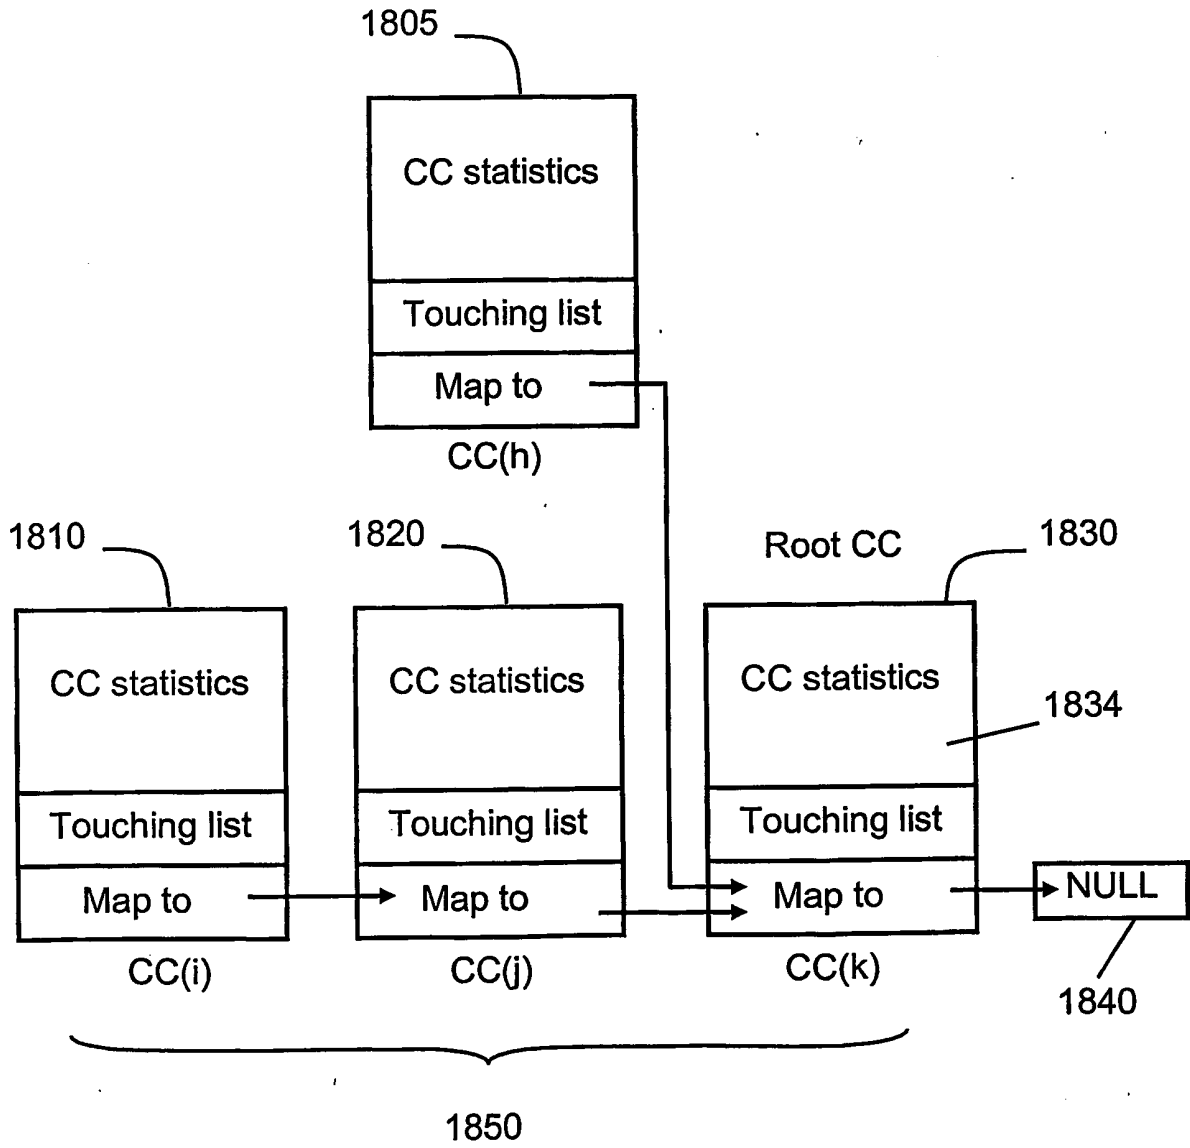 1805
CC statistics
Touching list
Map to
CC(h)
1810
1820
Root CC
1830
CC statistics
CC statistics
CC statistics
1834
Touching list
Touching list
Touching list
Map to
Map to
Map to
NULL
CC(i)
CC(j)
CC(k)
1840
1850